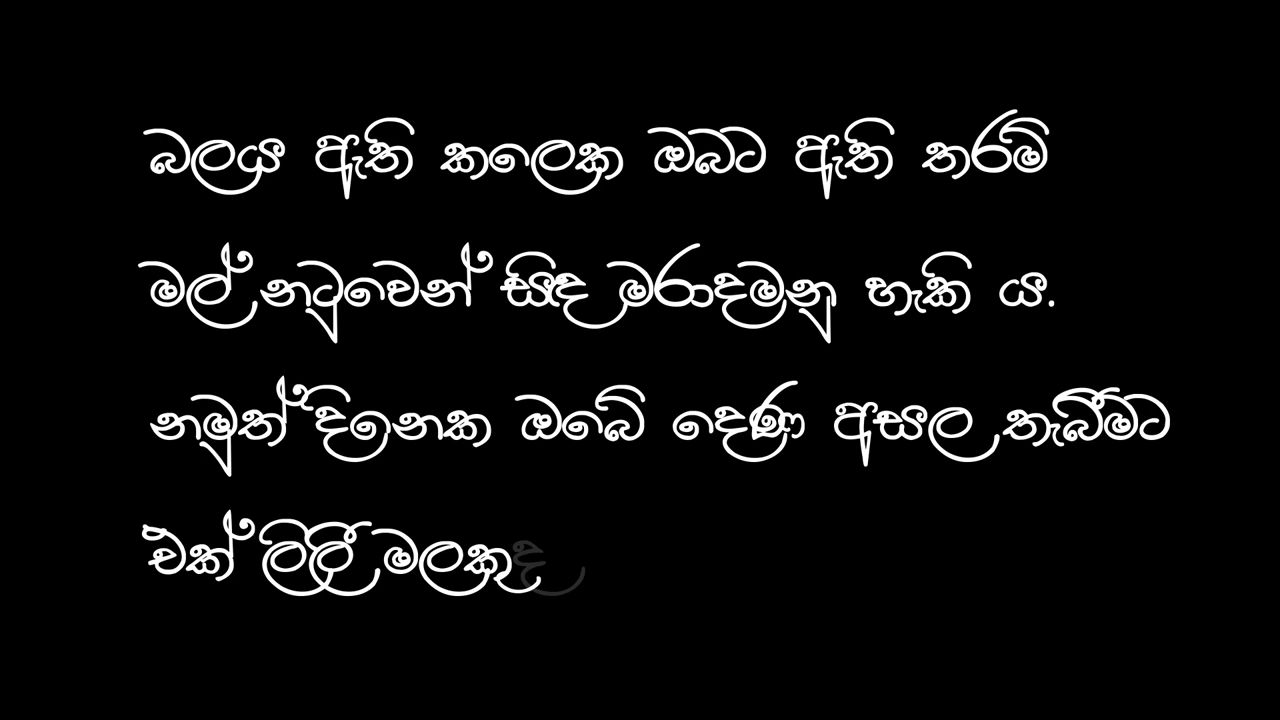 බලය ඇති කලෙක ඔබට ඇති තරම්
මල් නටුවෙන් සිඳ මරාදමනු හැකි ය.
නමුත් දිනෙක ඔබේ දෙණ අසල තැබීමට
එක් ලිලී මලකුද